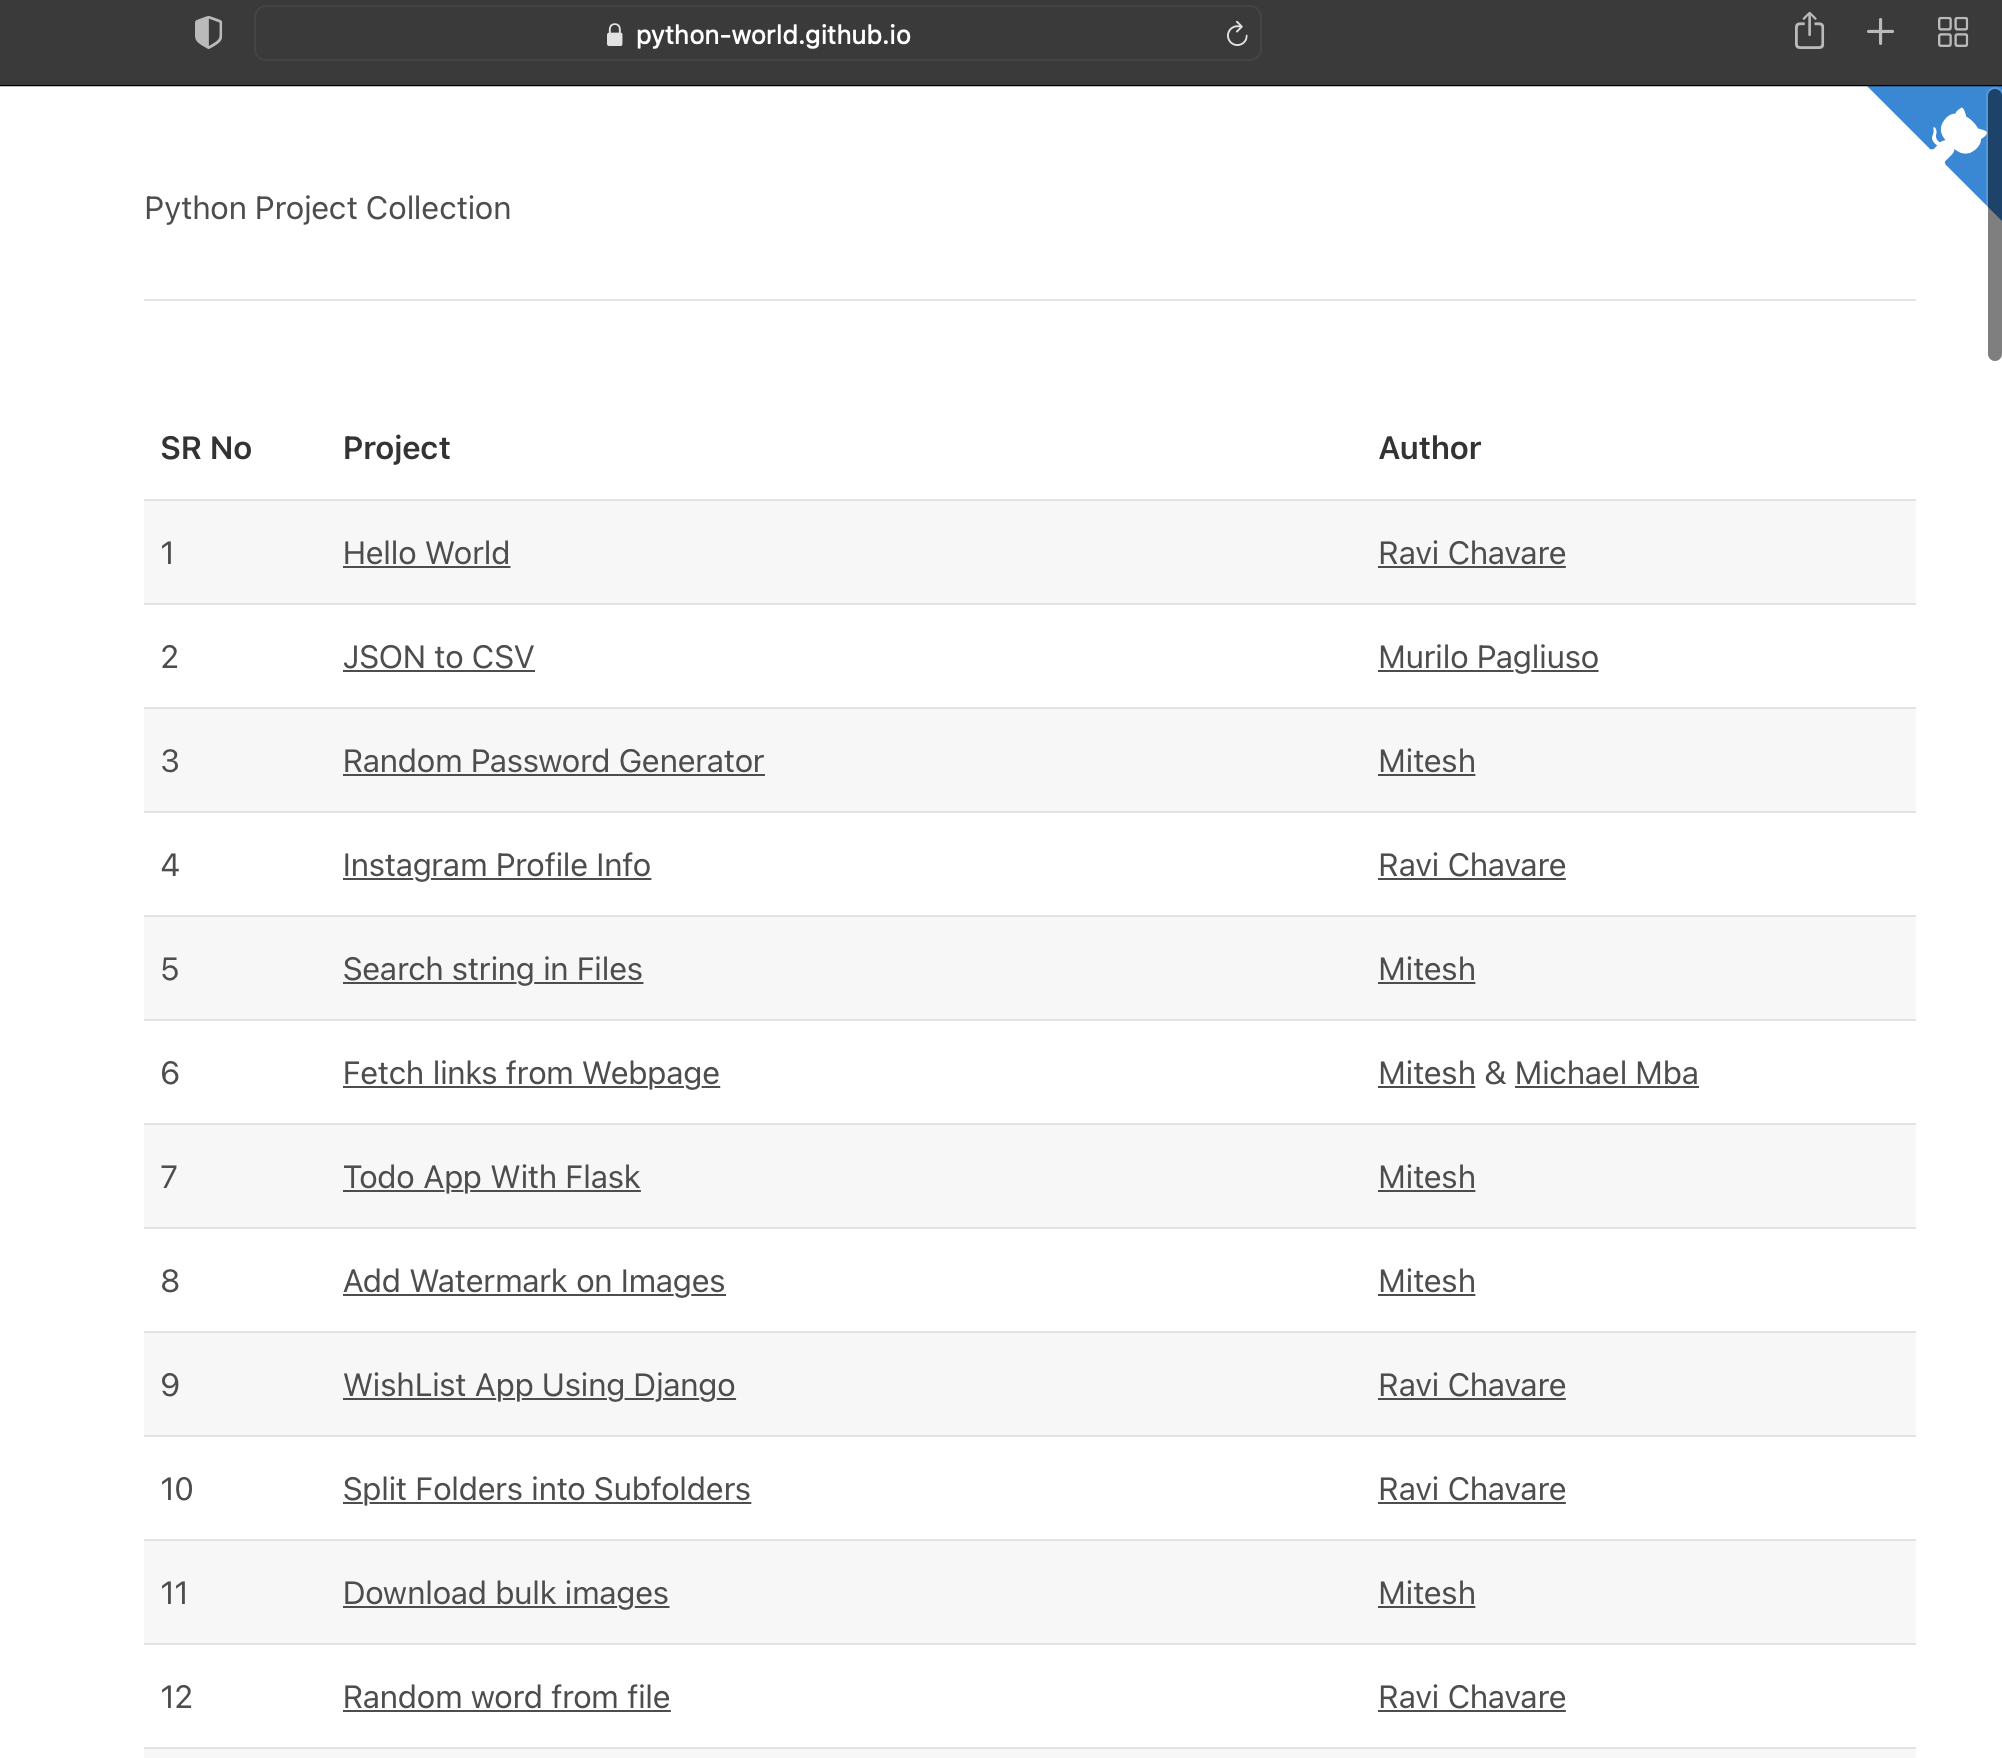 python-world.github.io
Python Project Collection
SR No Project Author
1 Hello World Ravi Chavare
2 JSON to CSV Murilo Pagliuso
3 Random Password Generator Mitesh
4 Instagram Profile Info Ravi Chavare
5 Search string in Files Mitesh
6 Fetch links from Webpage Mitesh & Michael Mba
7 Todo App With Flask Mitesh
8 Add Watermark on Images Mitesh
9 WishList App Using Django Ravi Chavare
10 Split Folders into Subfolders Ravi Chavare
11 Download bulk images Mitesh
12 Random word from file Ravi Chavare